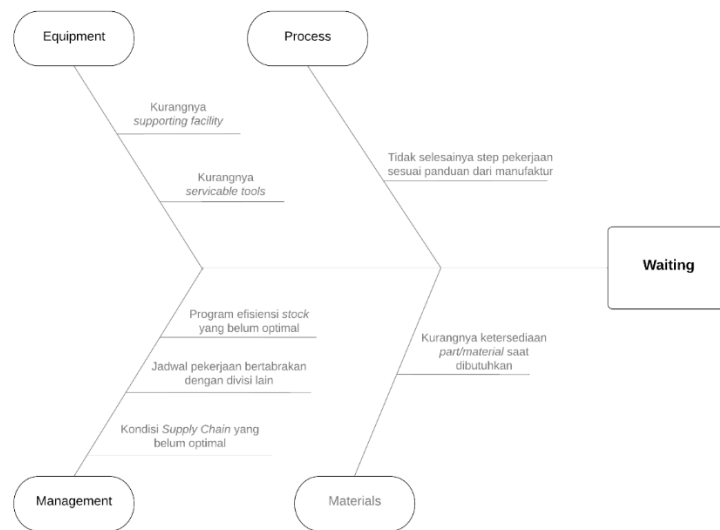 Equipment
Process
Kurangnya
supporting facility
Tidak selesainya step pekerjaan
sesuai panduan dari manufaktur
Kurangnya
servicable tools
Waiting
Program efisiensi stock
yang belum optimal
Kurangnya ketersediaan
part/material saat
dibutuhkan
Jadwal pekerjaan bertabrakan
dengan divisi lain
Kondisi Supply Chain yang
belum optimal
Management
Materials